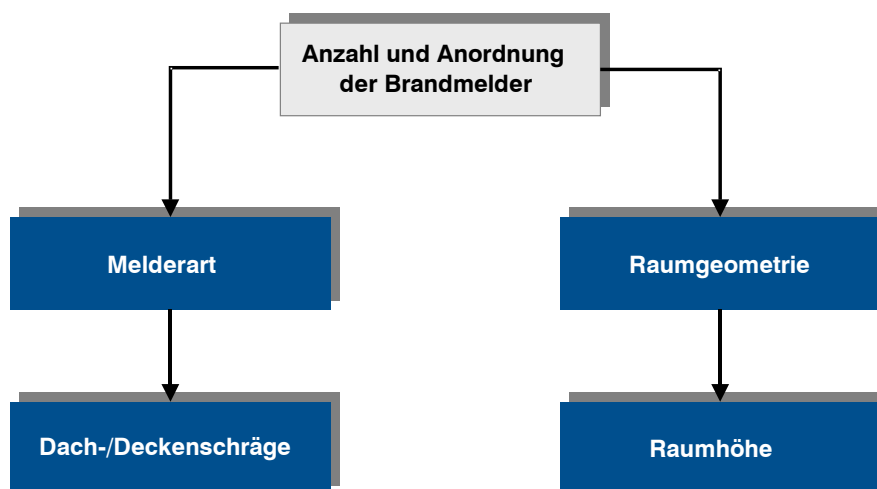 Anzahl und Anordnung
der Brandmelder
Melderart
Raumgeometrie
Dach-/Deckenschräge
Raumhöhe